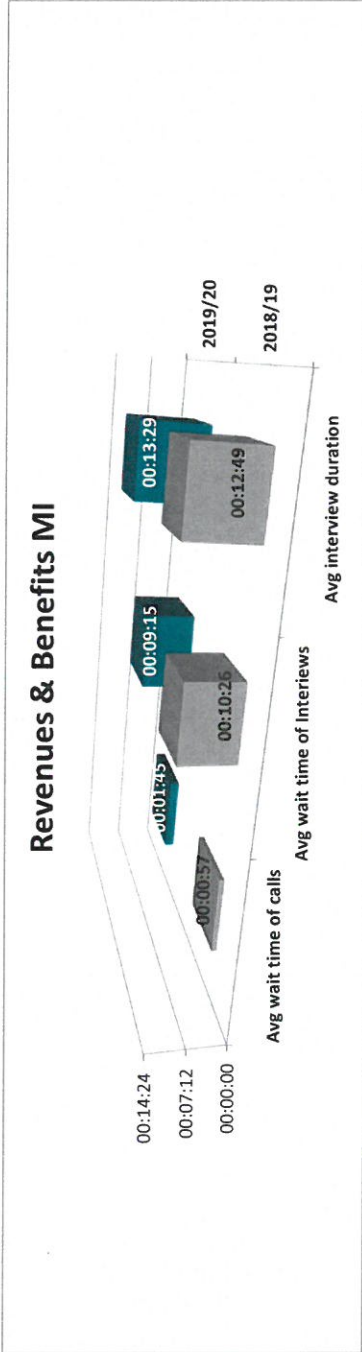 Revenues & Benefits MI
00:14:24
00:07:12
00:00:00
00:01:45
00:09:15
00:13:29
00:00:57
00:10:26
00:12:49
2019/20
2018/19
Avg wait time of calls
Avg wait time of Interiews
Avg interview duration